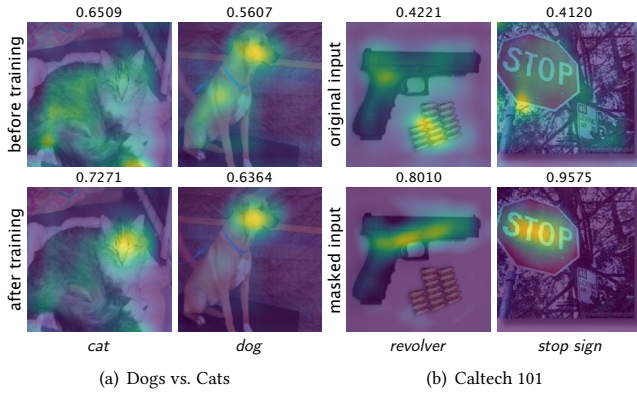 0.6509 0.5607 0.4221 0.4120
before training
original input
STOP
0.7271 0.6364 0.8010 0.9575
after training
masked input
STOP
cat dog revolver stop sign
(a) Dogs vs. Cats (b) Caltech 101